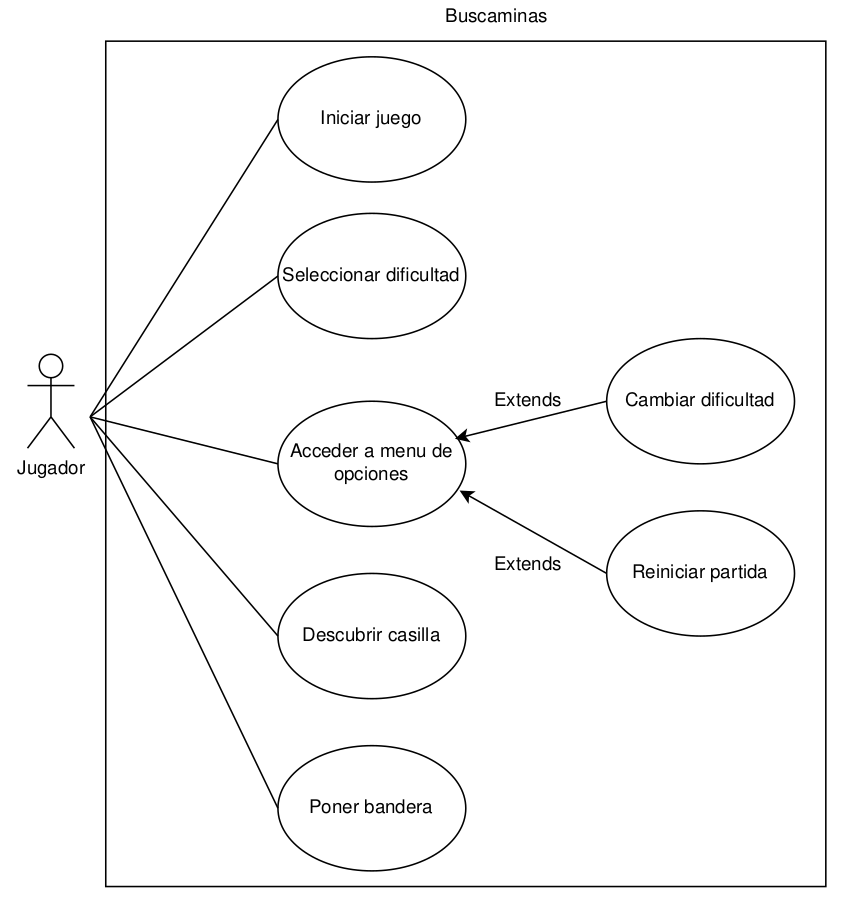 Buscaminas
Iniciar juego
Seleccionar dificultad
Extends
Cambiar dificultad
Acceder a menu de
opciones
Jugador
Extends
Reiniciar partida
Descubrir casilla
Poner bandera